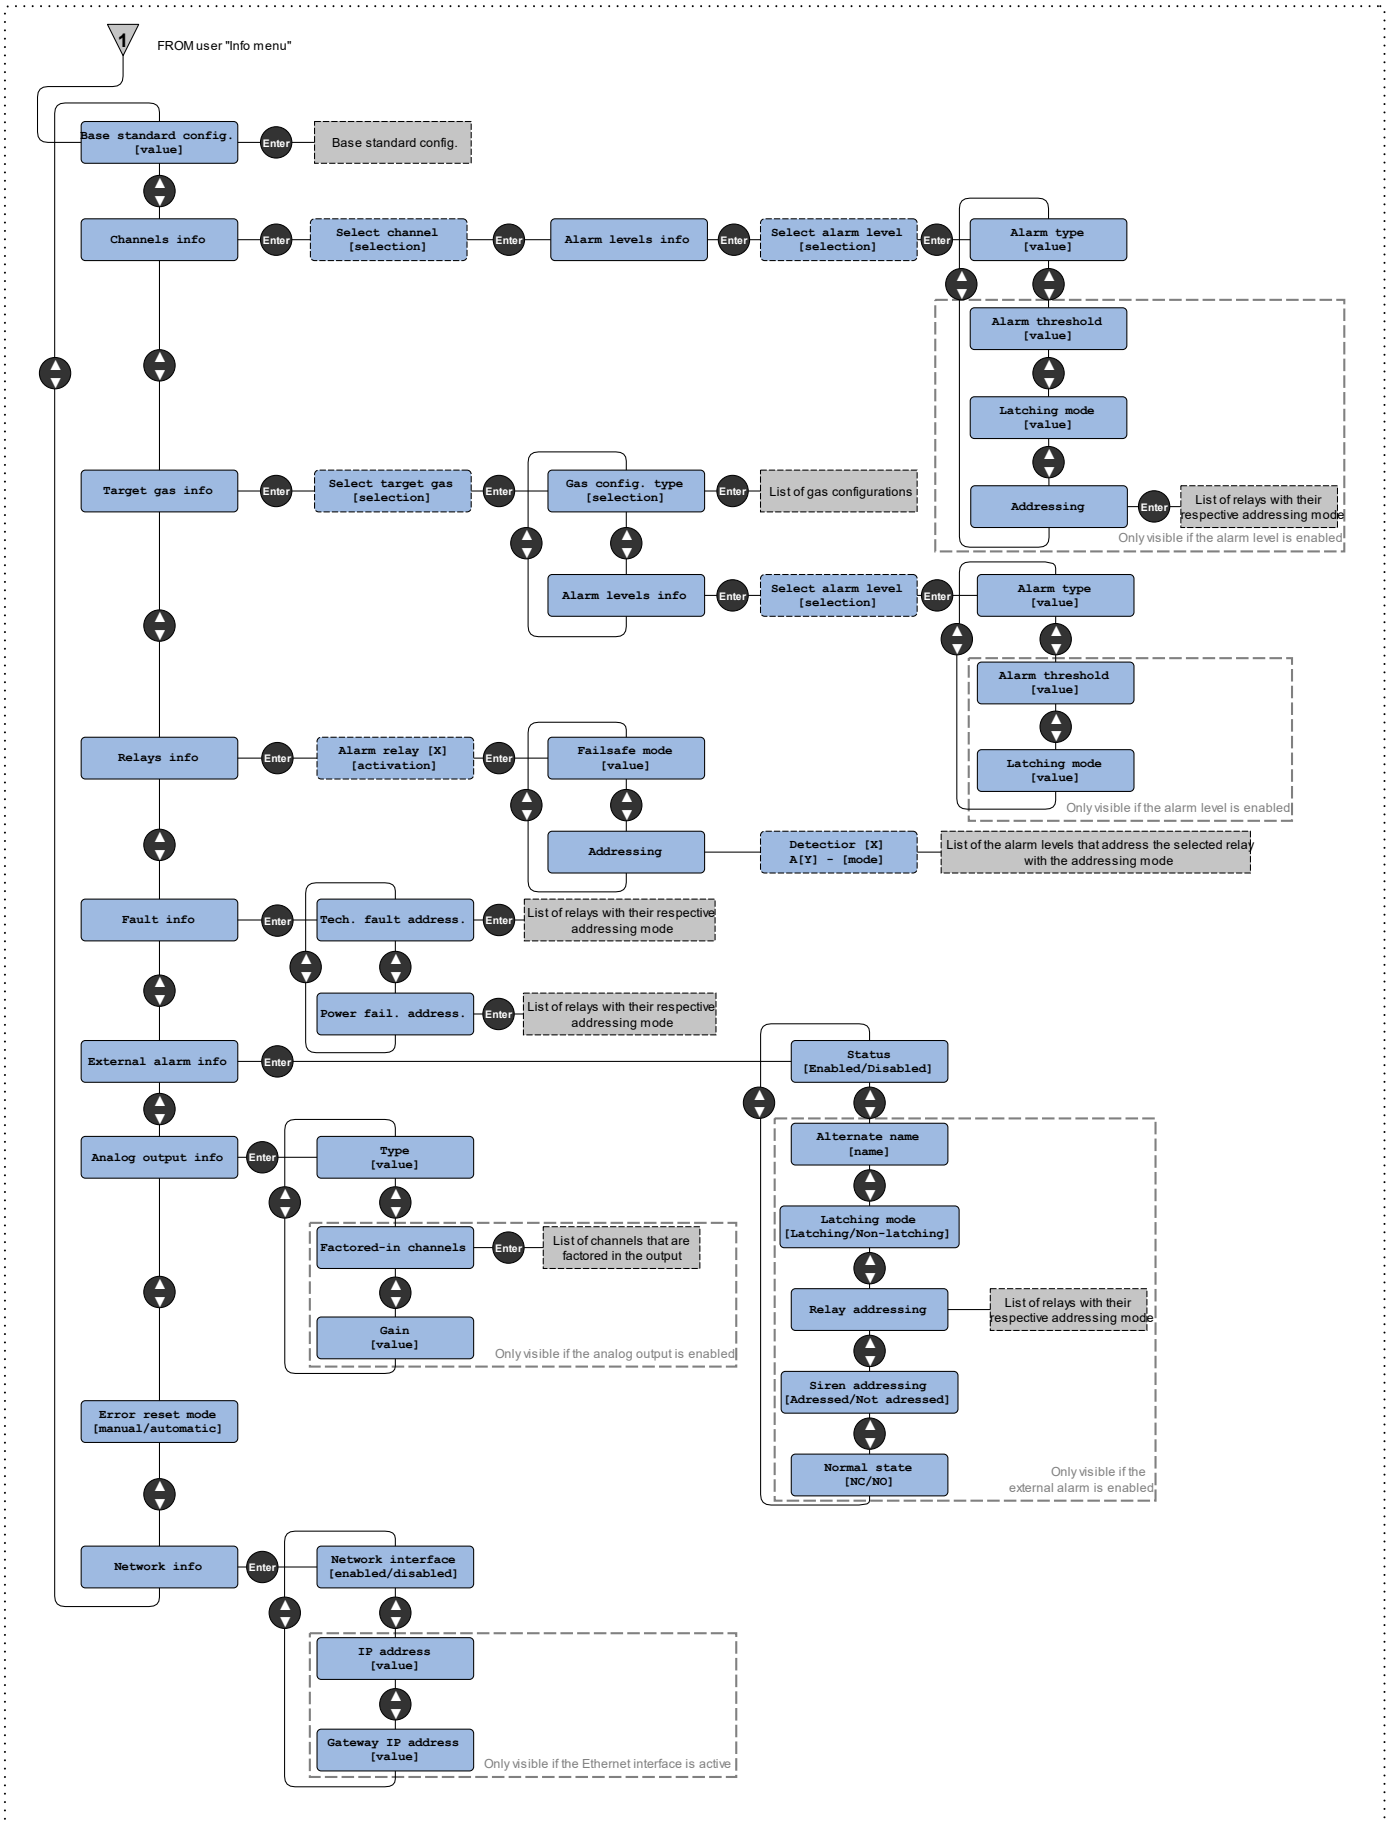 1
FROM user "Info menu"
Base standard config.
[value]
Enter
Base standard config.
Channels info
Enter
Select channel
[selection]
Enter
Alarm levels info
Enter
Select alarm level
[selection]
Enter
Alarm type
[value]
Alarm threshold
[value]
Latching mode
[value]
Addressing
Enter
List of relays with their
respective addressing mode
Only visible if the alarm level is enabled
Target gas info
Enter
Select target gas
[selection]
Enter
Gas config. type
[selection]
Enter
List of gas configurations
Alarm levels info
Enter
Select alarm level
[selection]
Enter
Alarm type
[value]
Alarm threshold
[value]
Latching mode
[value]
Only visible if the alarm level is enabled
Relays info
Enter
Alarm relay [X]
[activation]
Enter
Failsafe mode
[value]
Addressing
Detectior [X]
A[Y] - [mode]
List of the alarm levels that address the selected relay
with the addressing mode
Fault info
Enter
Tech. fault address.
Enter
List of relays with their respective
addressing mode
Power fail. address.
Enter
List of relays with their respective
addressing mode
External alarm info
Enter
Status
[Enabled/Disabled]
Alternate name
[name]
Latching mode
[Latching/Non-latching]
Relay addressing
List of relays with their
respective addressing mode
Siren addressing
[Adressed/Not adressed]
Normal state
[NC/NO]
Only visible if the
external alarm is enabled
Analog output info
Enter
Type
[value]
Factored-in channels
Enter
List of channels that are
factored in the output
Gain
[value]
Only visible if the analog output is enabled
Error reset mode
[manual/automatic]
Network info
Enter
Network interface
[enabled/disabled]
IP address
[value]
Gateway IP address
[value]
Only visible if the Ethernet interface is active